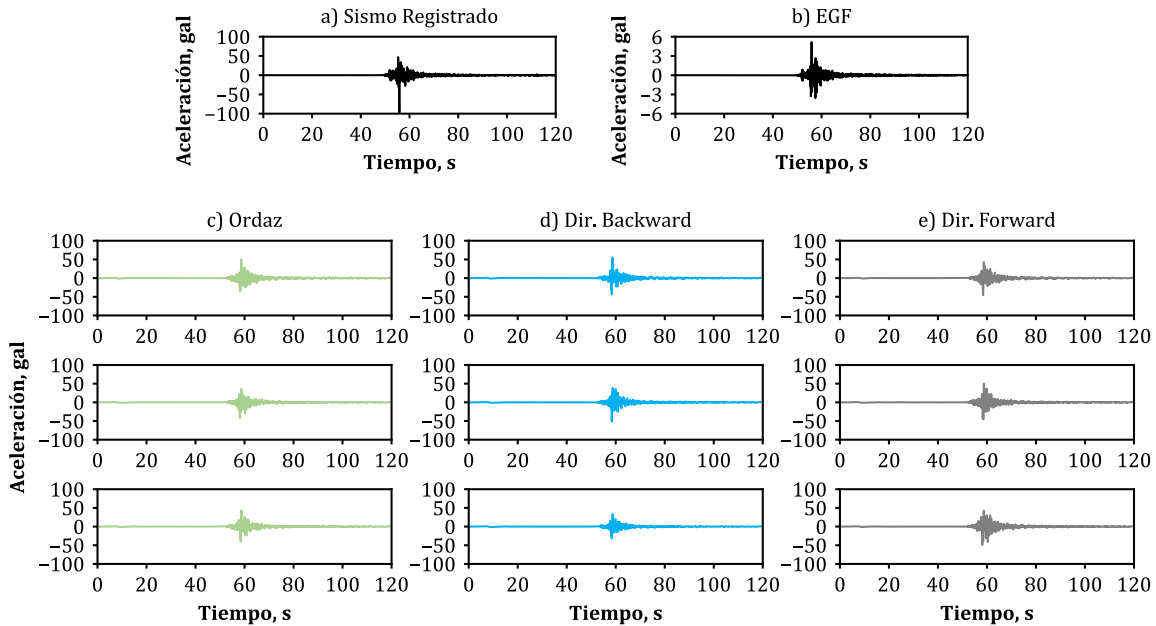 a) Sismo Registrado
b) EGF
Aceleración, gal
100
50
0
−50
−100
0 20 40 60 80 100 120
Tiempo, s
Aceleración, gal
6
3
0
−3
−6
0 20 40 60 80 100 120
Tiempo, s
c) Ordaz
d) Dir. Backward
e) Dir. Forward
Aceleración, gal
100
50
0
−50
−100
0 20 40 60 80 100 120
100
50
0
−50
−100
0 20 40 60 80 100 120
100
50
0
−50
−100
0 20 40 60 80 100 120
100
50
0
−50
−100
0 20 40 60 80 100 120
100
50
0
−50
−100
0 20 40 60 80 100 120
100
50
0
−50
−100
0 20 40 60 80 100 120
100
50
0
−50
−100
0 20 40 60 80 100 120
Tiempo, s
100
50
0
−50
−100
0 20 40 60 80 100 120
Tiempo, s
100
50
0
−50
−100
0 20 40 60 80 100 120
Tiempo, s